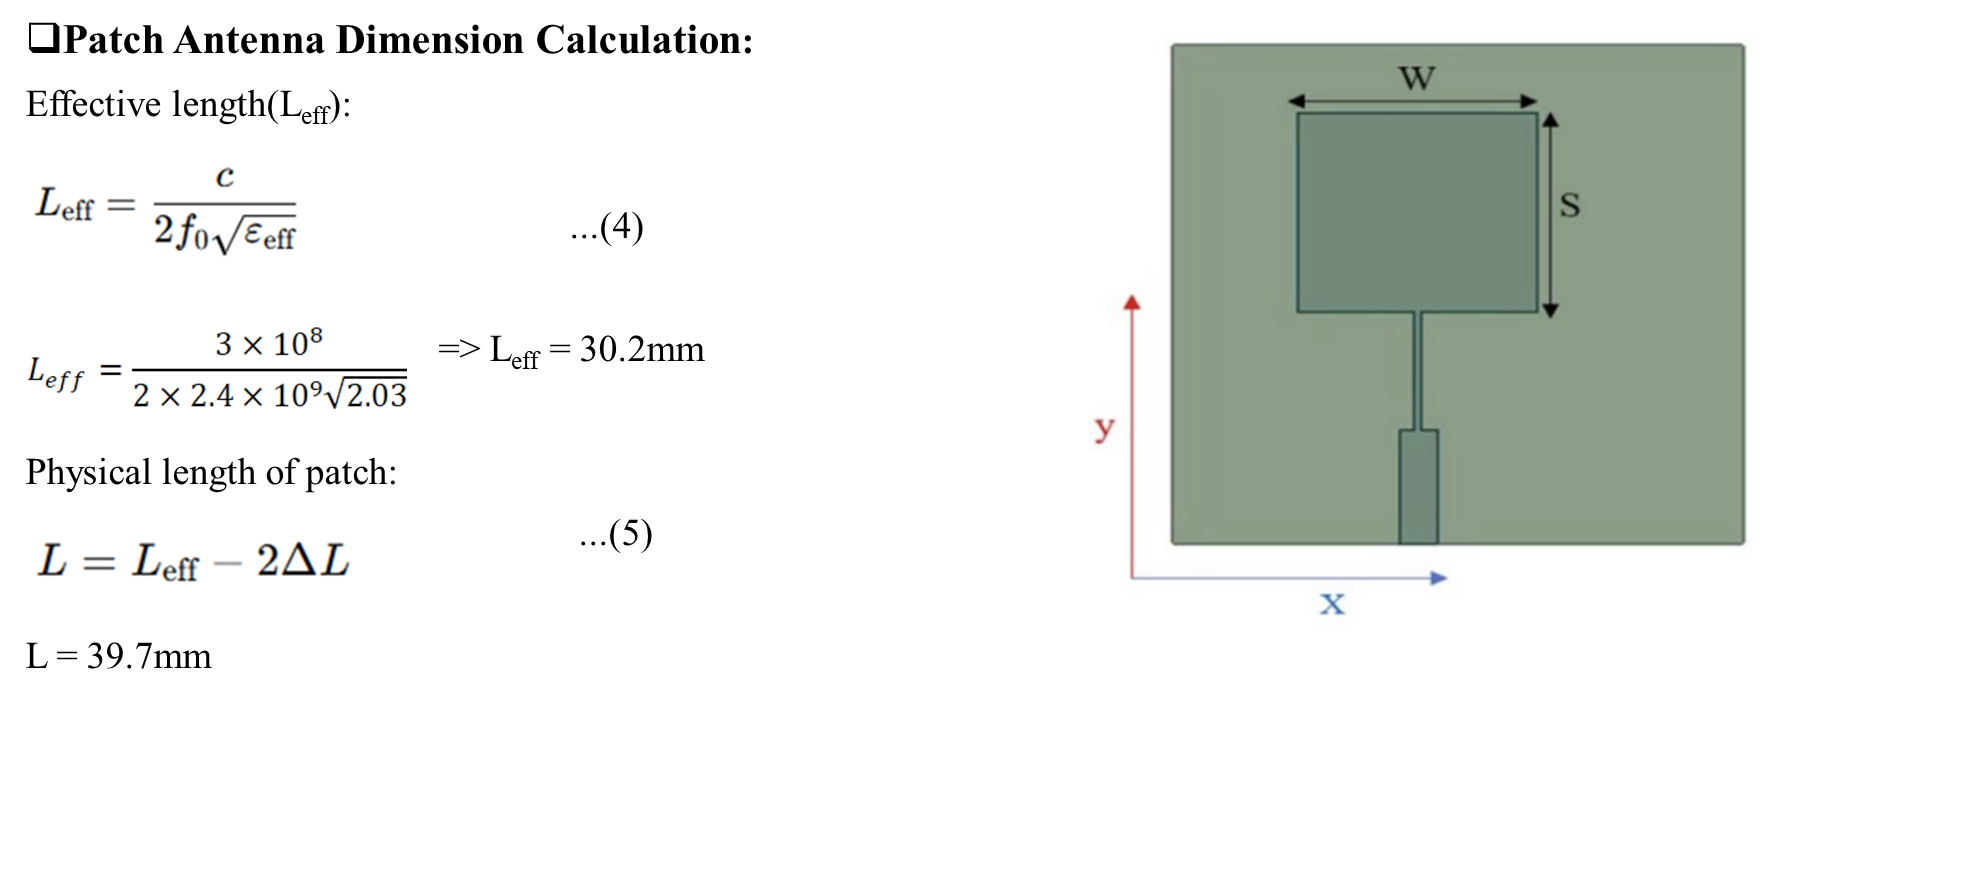 ❑Patch Antenna Dimension Calculation:
Effective length(L_eff):
L_eff = c / (2f_0√ε_eff) ...(4)
L_eff = 3 × 10^8 / (2 × 2.4 × 10^9√2.03) => L_eff = 30.2mm
Physical length of patch:
L = L_eff − 2ΔL ...(5)
L = 39.7mm
W
S
y
x